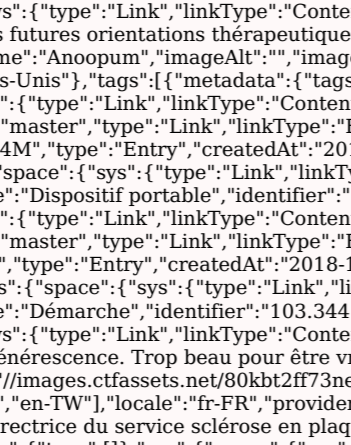 s":{"type":"Link","linkType":"Conte
s futures orientations thérapeutique
me":"Anoopum","imageAlt":"","imag
s-Unis"},"tags":[{"metadata":{"tags
":{"type":"Link","linkType":"Conten
"master","type":"Link","linkType":"E
4M","type":"Entry","createdAt":"201
"space":{"sys":{"type":"Link","linkTy
e":"Dispositif portable","identifier":"
":{"type":"Link","linkType":"Conten
"master","type":"Link","linkType":"E
","type":"Entry","createdAt":"2018-1
s":{"space":{"sys":{"type":"Link","li
e":"Démarche","identifier":"103.344
ys":{"type":"Link","linkType":"Conte
énérescence. Trop beau pour être vr
"//images.ctfassets.net/80kbt2ff73ne
","en-TW"],"locale":"fr-FR","provider
rectrice du service sclérose en plaq